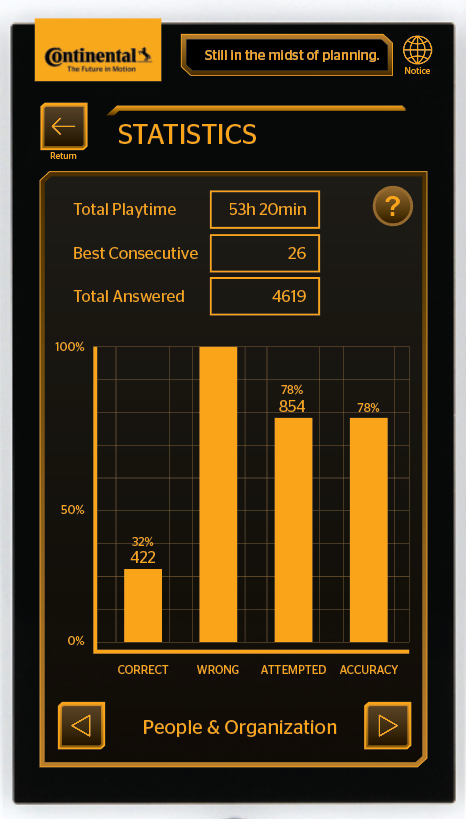 Continental
The Future in Motion
Still in the midst of planning.
Notice
Return
STATISTICS
?
Total Playtime 53h 20min
Best Consecutive 26
Total Answered 4619
100%
50%
0%
32%
422
78%
854
78%
CORRECT WRONG ATTEMPTED ACCURACY
People & Organization